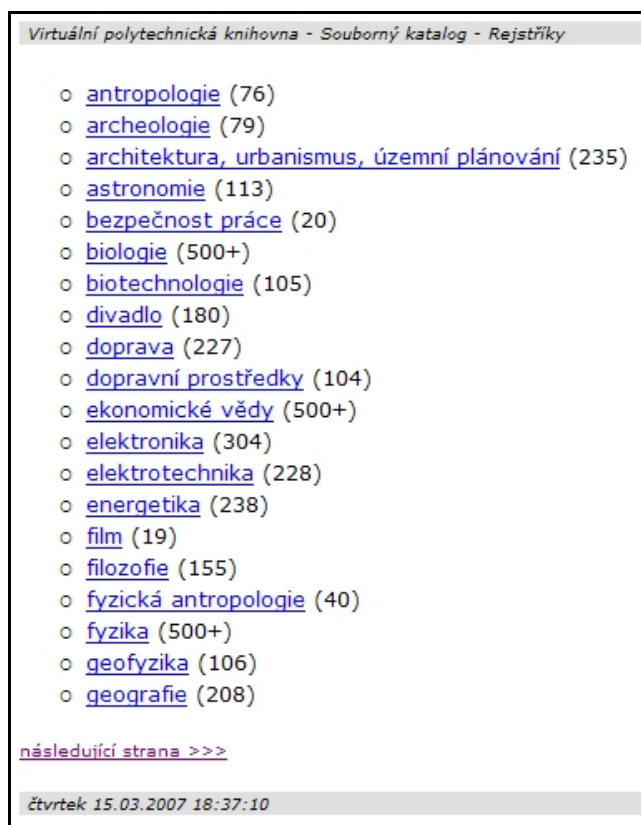 Virtuální polytechnická knihovna - Souborný katalog - Rejstříky
o antropologie (76)
o archeologie (79)
o architektura, urbanismus, územní plánování (235)
o astronomie (113)
o bezpečnost práce (20)
o biologie (500+)
o biotechnologie (105)
o divadlo (180)
o doprava (227)
o dopravní prostředky (104)
o ekonomické vědy (500+)
o elektronika (304)
o elektrotechnika (228)
o energetika (238)
o film (19)
o filozofie (155)
o fyzická antropologie (40)
o fyzika (500+)
o geofyzika (106)
o geografie (208)
následující strana >>>
čtvrtek 15.03.2007 18:37:10